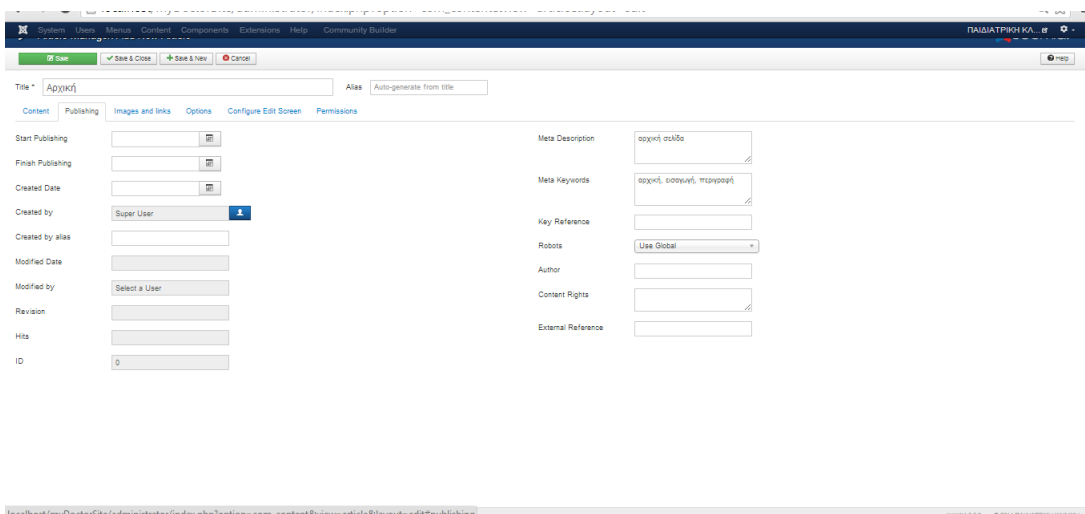 System Users Menus Content Components Extensions Help Community Builder
ΠΑΙΔΙΑΤΡΙΚΗ ΚΛ...
Save
Save & Close
Save & New
Cancel
Help
Title * Αρχική
Alias Auto-generate from title
Content Publishing Images and links Options Configure Edit Screen Permissions
Start Publishing
Finish Publishing
Created Date
Created by Super User
Created by alias
Modified Date
Modified by Select a User
Revision
Hits
ID 0
Meta Description αρχική σελίδα
Meta Keywords αρχική, εισαγωγή, περιγραφή
Key Reference
Robots Use Global
Author
Content Rights
External Reference
localhost/myDoctorSite/administrator/index.php?option=com_content&view=article&layout=edit#publishing